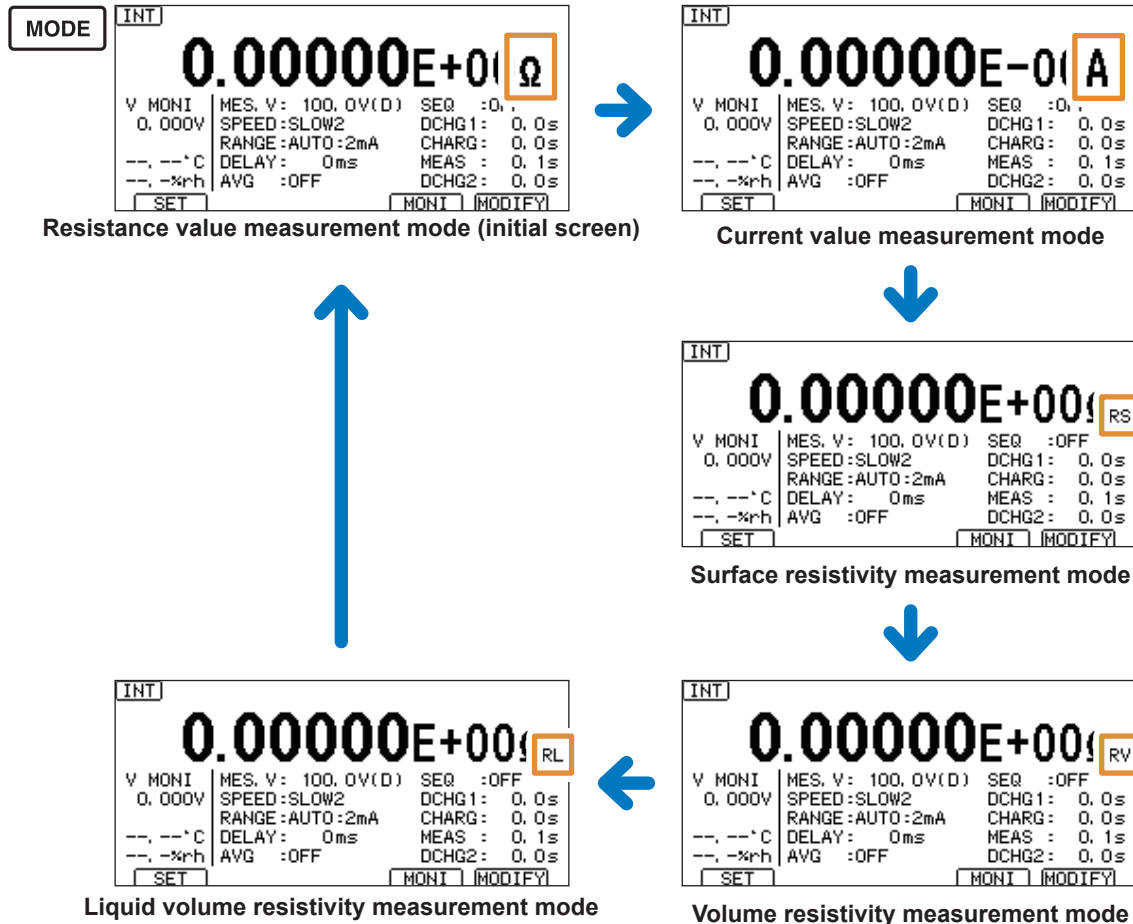 MODE
INT
0.00000E+0 Ω
V MONI MES.V: 100.0V(D) SEQ :O
0.000V SPEED:SLOW2 DCHG1: 0.0s
RANGE:AUTO:2mA CHARG: 0.0s
--.--°C DELAY: 0ms MEAS : 0.1s
--.-%rh AVG :OFF DCHG2: 0.0s
SET MONI MODIFY
Resistance value measurement mode (initial screen)
INT
0.00000E-0 A
V MONI MES.V: 100.0V(D) SEQ :O
0.000V SPEED:SLOW2 DCHG1: 0.0s
RANGE:AUTO:2mA CHARG: 0.0s
--.--°C DELAY: 0ms MEAS : 0.1s
--.-%rh AVG :OFF DCHG2: 0.0s
SET MONI MODIFY
Current value measurement mode
INT
0.00000E+00 RS
V MONI MES.V: 100.0V(D) SEQ :OFF
0.000V SPEED:SLOW2 DCHG1: 0.0s
RANGE:AUTO:2mA CHARG: 0.0s
--.--°C DELAY: 0ms MEAS : 0.1s
--.-%rh AVG :OFF DCHG2: 0.0s
SET MONI MODIFY
Surface resistivity measurement mode
INT
0.00000E+00 RL
V MONI MES.V: 100.0V(D) SEQ :OFF
0.000V SPEED:SLOW2 DCHG1: 0.0s
RANGE:AUTO:2mA CHARG: 0.0s
--.--°C DELAY: 0ms MEAS : 0.1s
--.-%rh AVG :OFF DCHG2: 0.0s
SET MONI MODIFY
Liquid volume resistivity measurement mode
INT
0.00000E+00 RV
V MONI MES.V: 100.0V(D) SEQ :OFF
0.000V SPEED:SLOW2 DCHG1: 0.0s
RANGE:AUTO:2mA CHARG: 0.0s
--.--°C DELAY: 0ms MEAS : 0.1s
--.-%rh AVG :OFF DCHG2: 0.0s
SET MONI MODIFY
Volume resistivity measurement mode